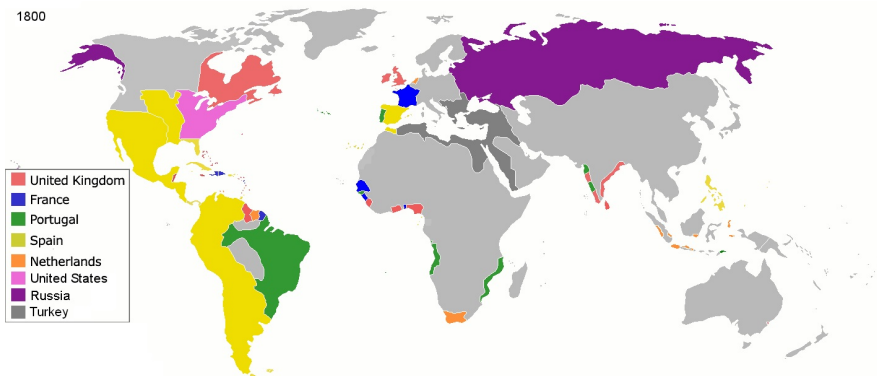 1800
United Kingdom
France
Portugal
Spain
Netherlands
United States
Russia
Turkey